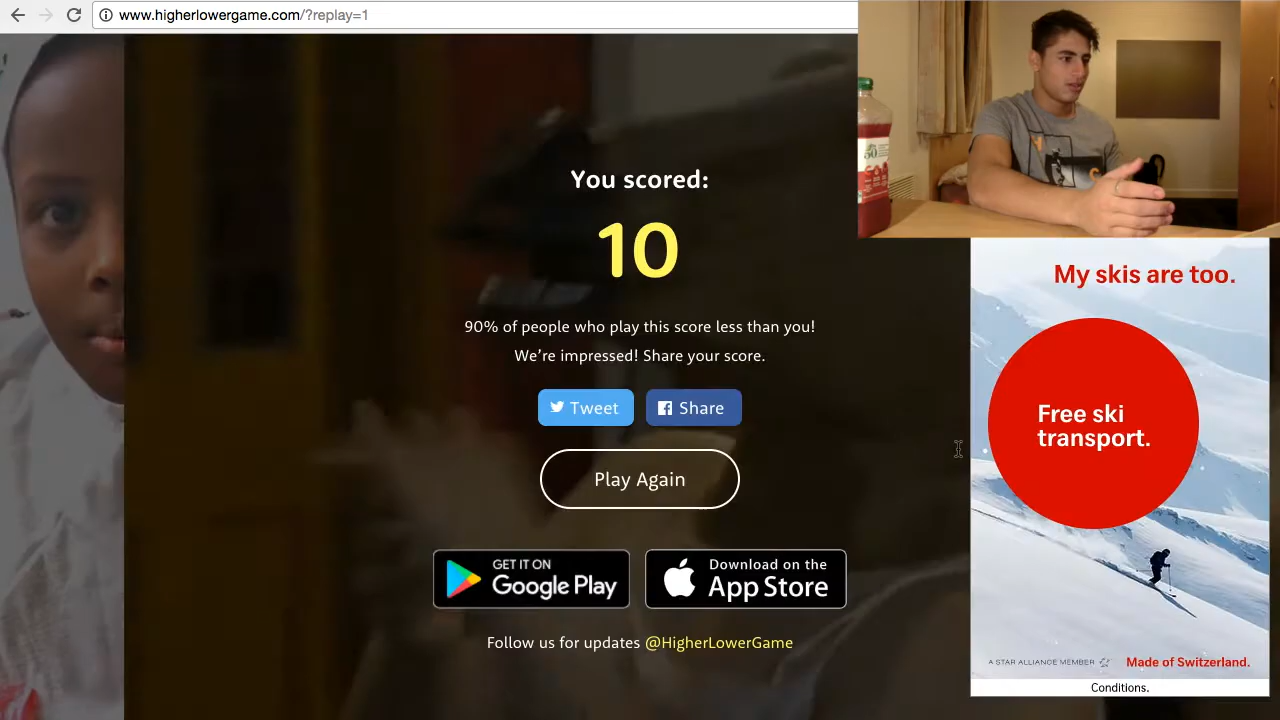 www.higherlowergame.com/?replay=1
You scored:
10
90% of people who play this score less than you!
We're impressed! Share your score.
Tweet
Share
Play Again
GET IT ON
Google Play
Download on the
App Store
Follow us for updates @HigherLowerGame
My skis are too.
Free ski
transport.
A STAR ALLIANCE MEMBER
Made of Switzerland.
Conditions.